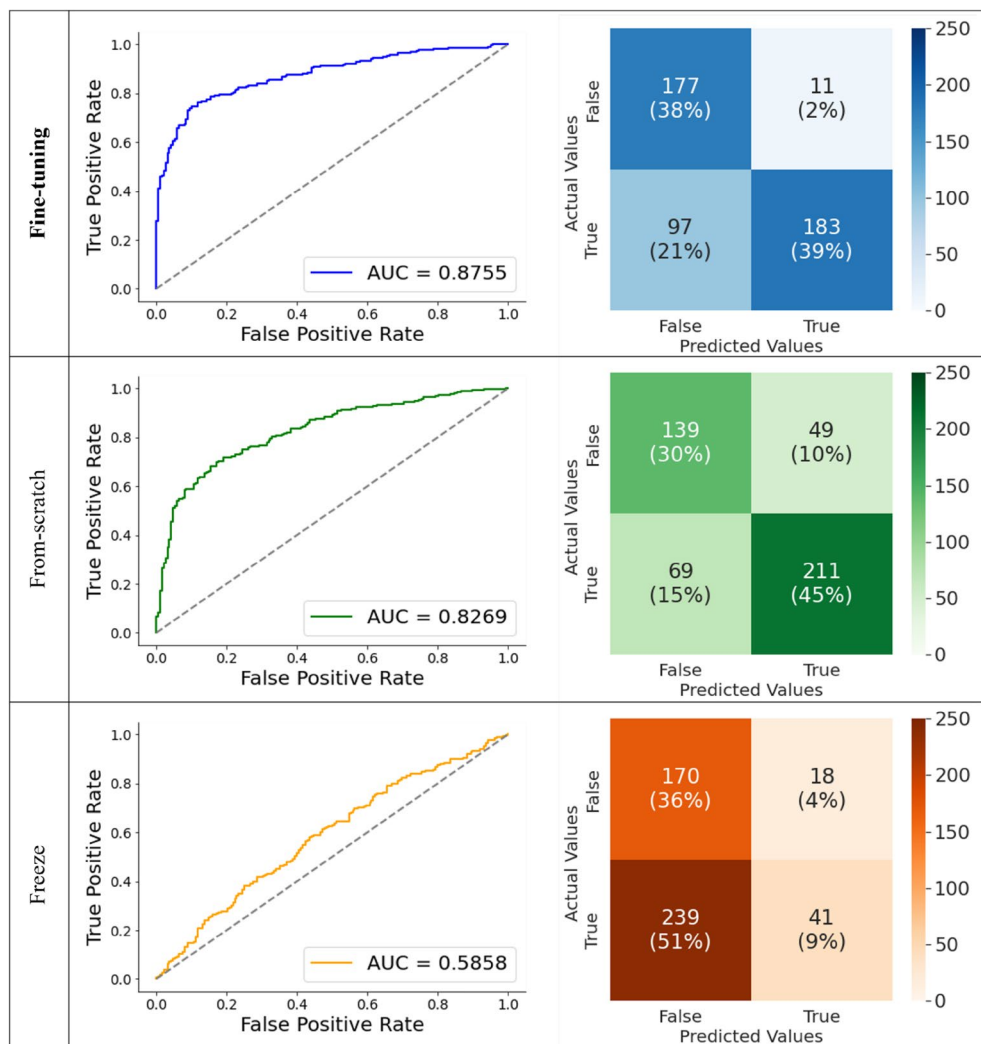 Fine-tuning
True Positive Rate
1.0
0.8
0.6
0.4
0.2
0.0
AUC = 0.8755
0.0 0.2 0.4 0.6 0.8 1.0
False Positive Rate
Actual Values
False
True
177
(38%)
11
(2%)
97
(21%)
183
(39%)
False True
Predicted Values
250
200
150
100
50
0
From-scratch
True Positive Rate
1.0
0.8
0.6
0.4
0.2
0.0
AUC = 0.8269
0.0 0.2 0.4 0.6 0.8 1.0
False Positive Rate
Actual Values
False
True
139
(30%)
49
(10%)
69
(15%)
211
(45%)
False True
Predicted Values
250
200
150
100
50
0
Freeze
True Positive Rate
1.0
0.8
0.6
0.4
0.2
0.0
AUC = 0.5858
0.0 0.2 0.4 0.6 0.8 1.0
False Positive Rate
Actual Values
False
True
170
(36%)
18
(4%)
239
(51%)
41
(9%)
False True
Predicted Values
250
200
150
100
50
0